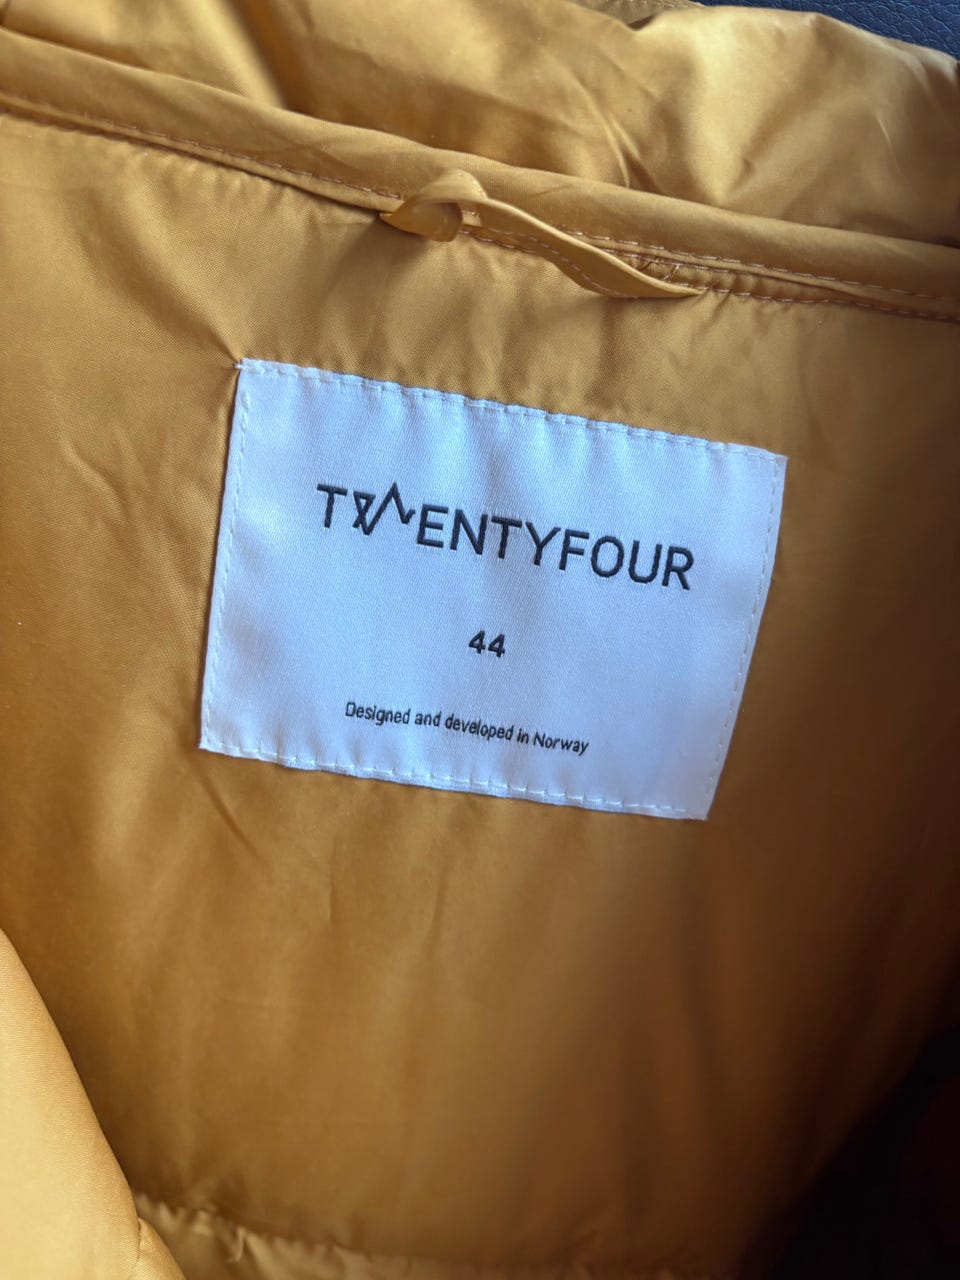 TWENTYFOUR
44
Designed and developed in Norway